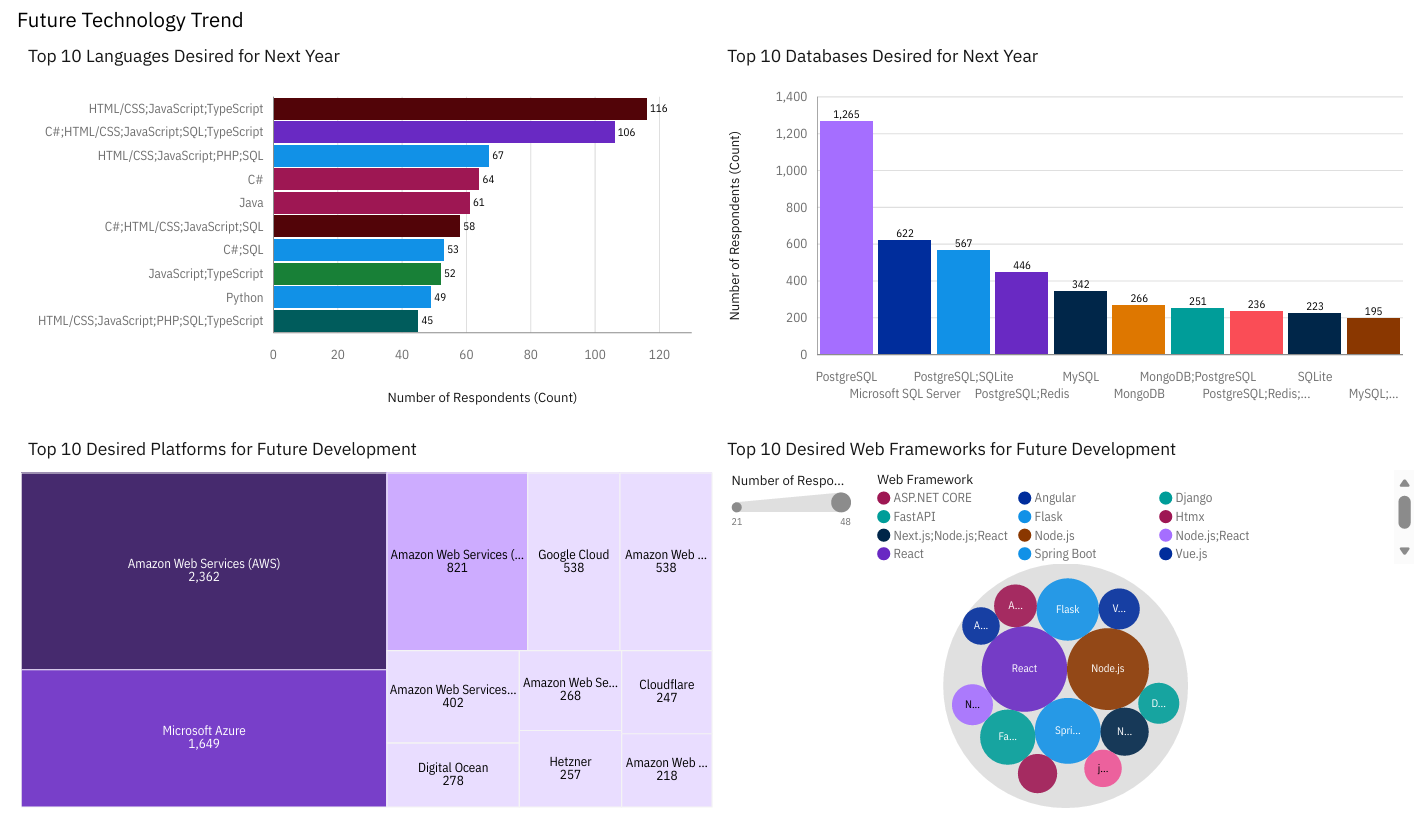 Future Technology Trend
Top 10 Languages Desired for Next Year
HTML/CSS;JavaScript;TypeScript
116
C#;HTML/CSS;JavaScript;SQL;TypeScript
106
HTML/CSS;JavaScript;PHP;SQL
67
C#
64
Java
61
C#;HTML/CSS;JavaScript;SQL
58
C#;SQL
53
JavaScript;TypeScript
52
Python
49
HTML/CSS;JavaScript;PHP;SQL;TypeScript
45
0 20 40 60 80 100 120
Number of Respondents (Count)
Top 10 Databases Desired for Next Year
Number of Respondents (Count)
1,400
1,200
1,000
800
600
400
200
0
1,265
622
567
446
342
266
251
236
223
195
PostgreSQL
Microsoft SQL Server
PostgreSQL;SQLite
PostgreSQL;Redis
MySQL
MongoDB
MongoDB;PostgreSQL
PostgreSQL;Redis;...
SQLite
MySQL;...
Top 10 Desired Platforms for Future Development
Amazon Web Services (AWS)
2,362
Microsoft Azure
1,649
Amazon Web Services (...
821
Google Cloud
538
Amazon Web ...
538
Amazon Web Services...
402
Amazon Web Se...
268
Cloudflare
247
Digital Ocean
278
Hetzner
257
Amazon Web ...
218
Top 10 Desired Web Frameworks for Future Development
Number of Respo...
21 48
Web Framework
ASP.NET CORE Angular Django
FastAPI Flask Htmx
Next.js;Node.js;React Node.js Node.js;React
React Spring Boot Vue.js
A...
Flask
V...
A...
React
Node.js
N...
D...
Fa...
Spri...
N...
j...